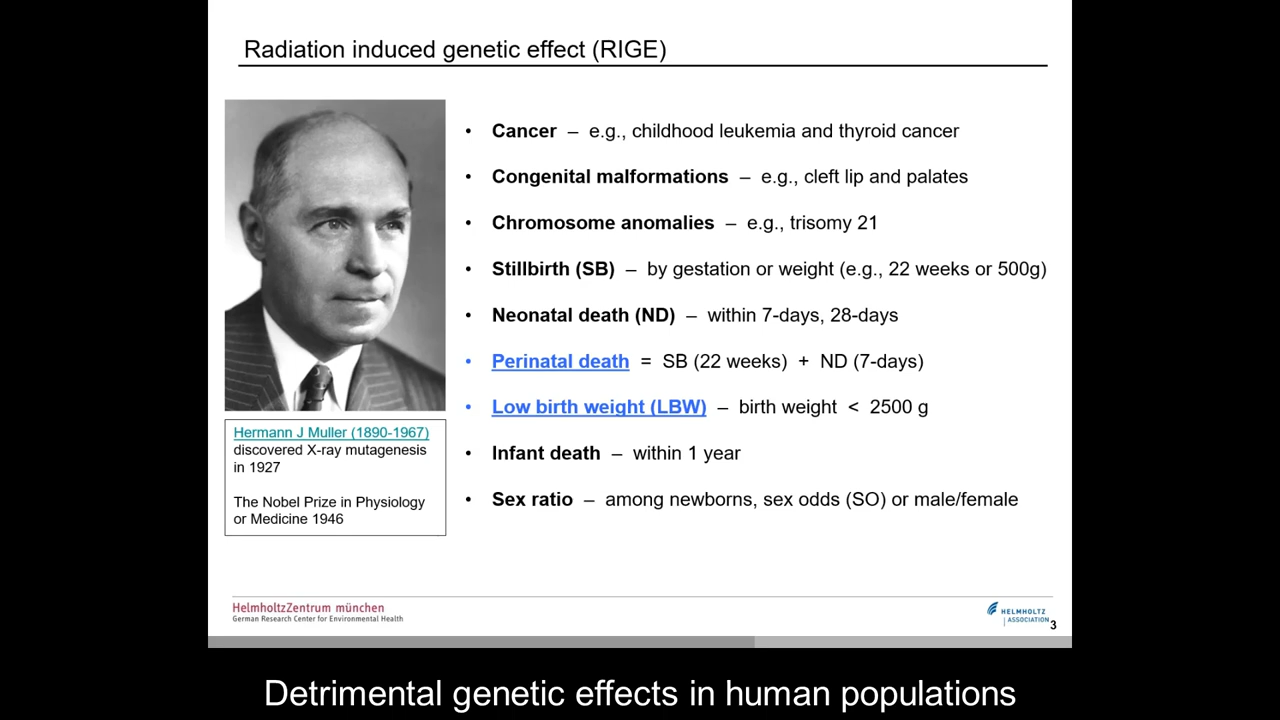 Radiation induced genetic effect (RIGE)
• Cancer – e.g., childhood leukemia and thyroid cancer
• Congenital malformations – e.g., cleft lip and palates
• Chromosome anomalies – e.g., trisomy 21
• Stillbirth (SB) – by gestation or weight (e.g., 22 weeks or 500g)
• Neonatal death (ND) – within 7-days, 28-days
• Perinatal death = SB (22 weeks) + ND (7-days)
• Low birth weight (LBW) – birth weight < 2500 g
• Infant death – within 1 year
• Sex ratio – among newborns, sex odds (SO) or male/female
Hermann J Muller (1890-1967)
discovered X-ray mutagenesis
in 1927
The Nobel Prize in Physiology
or Medicine 1946
HelmholtzZentrum münchen
German Research Center for Environmental Health
HELMHOLTZ
| ASSOCIATION
3
Detrimental genetic effects in human populations